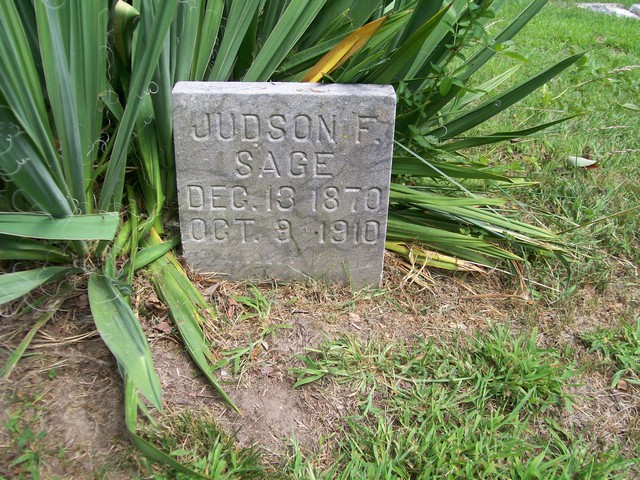 JUDSON F.
SAGE
DEC. 13 1870
OCT. 9 1910